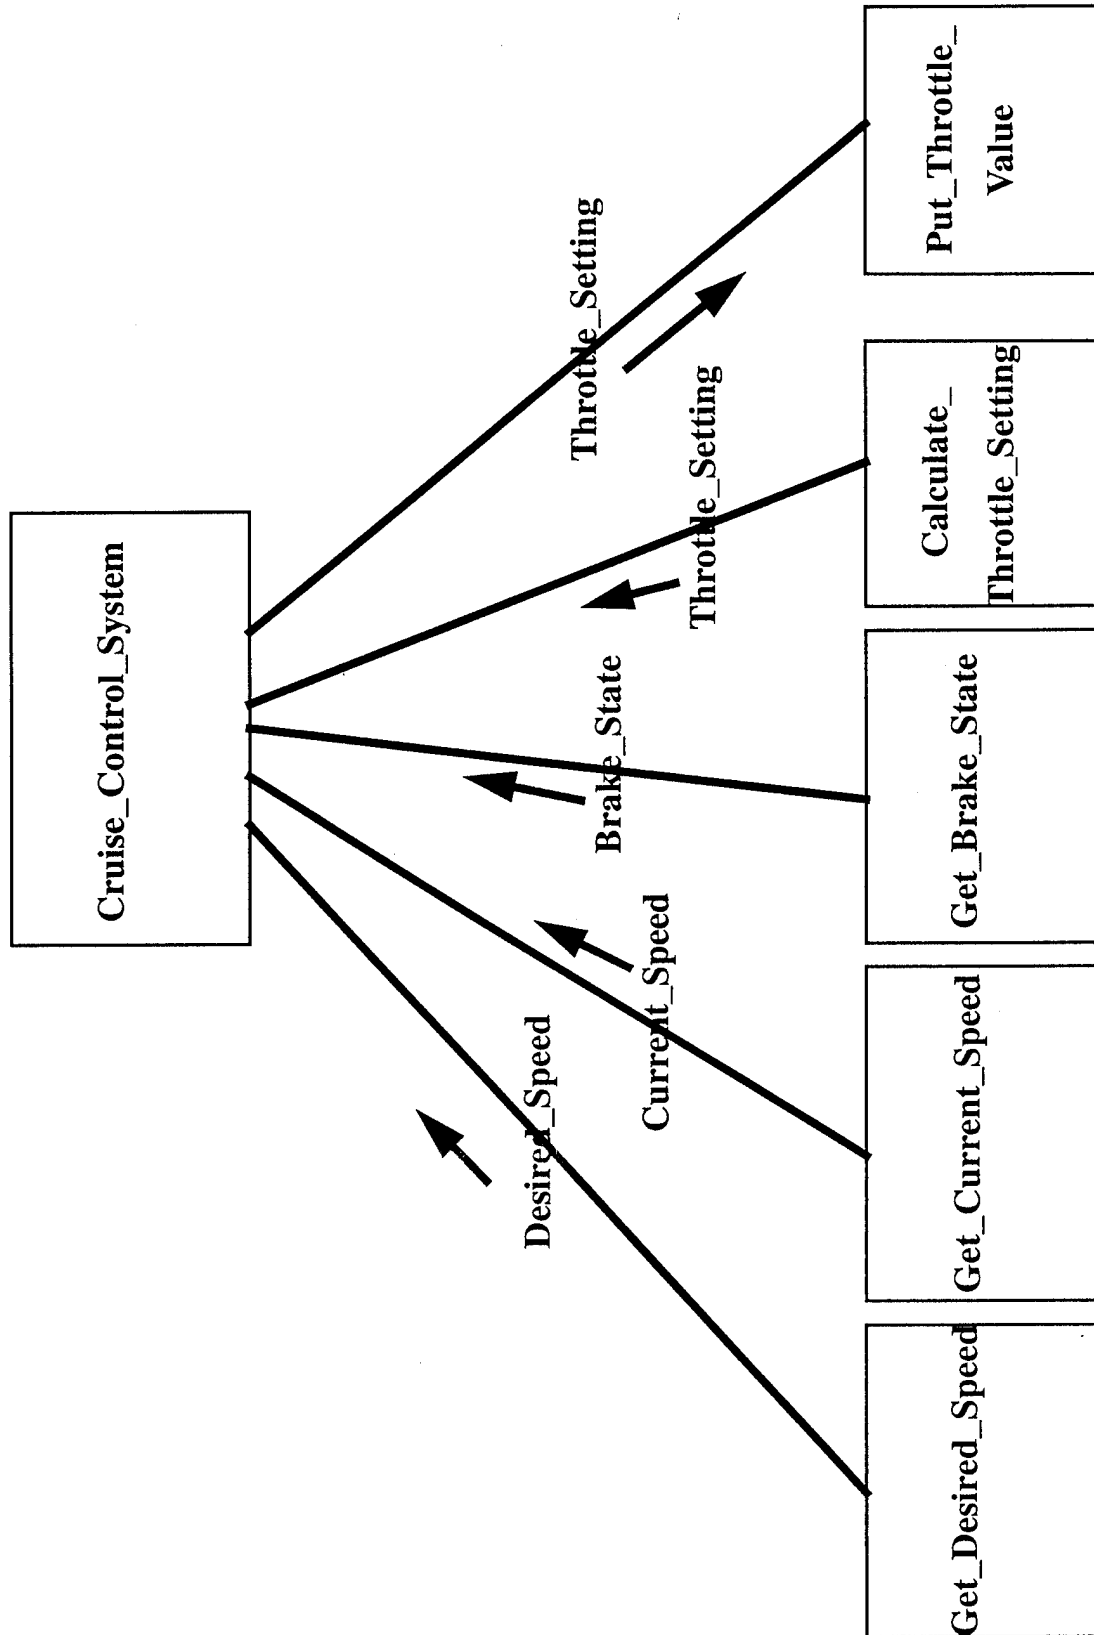 Cruise_Control_System
Desired_Speed
Current_Speed
Brake_State
Throttle_Setting
Throttle_Setting
Get_Desired_Speed
Get_Current_Speed
Get_Brake_State
Calculate_
Throttle_Setting
Put_Throttle_
Value